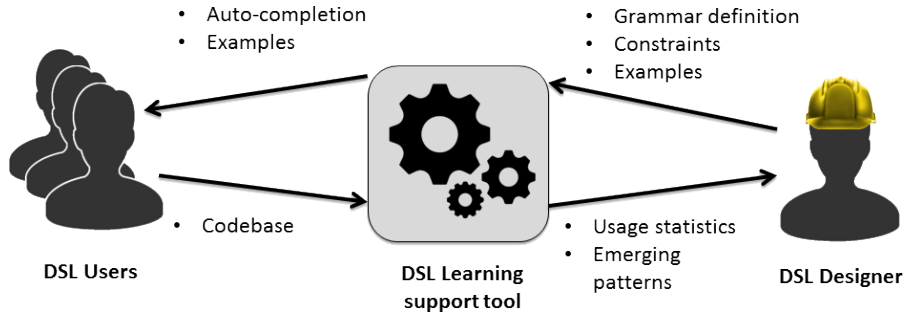 • Auto-completion
• Examples
• Grammar definition
• Constraints
• Examples
• Codebase
• Usage statistics
• Emerging
patterns
DSL Users
DSL Learning
support tool
DSL Designer